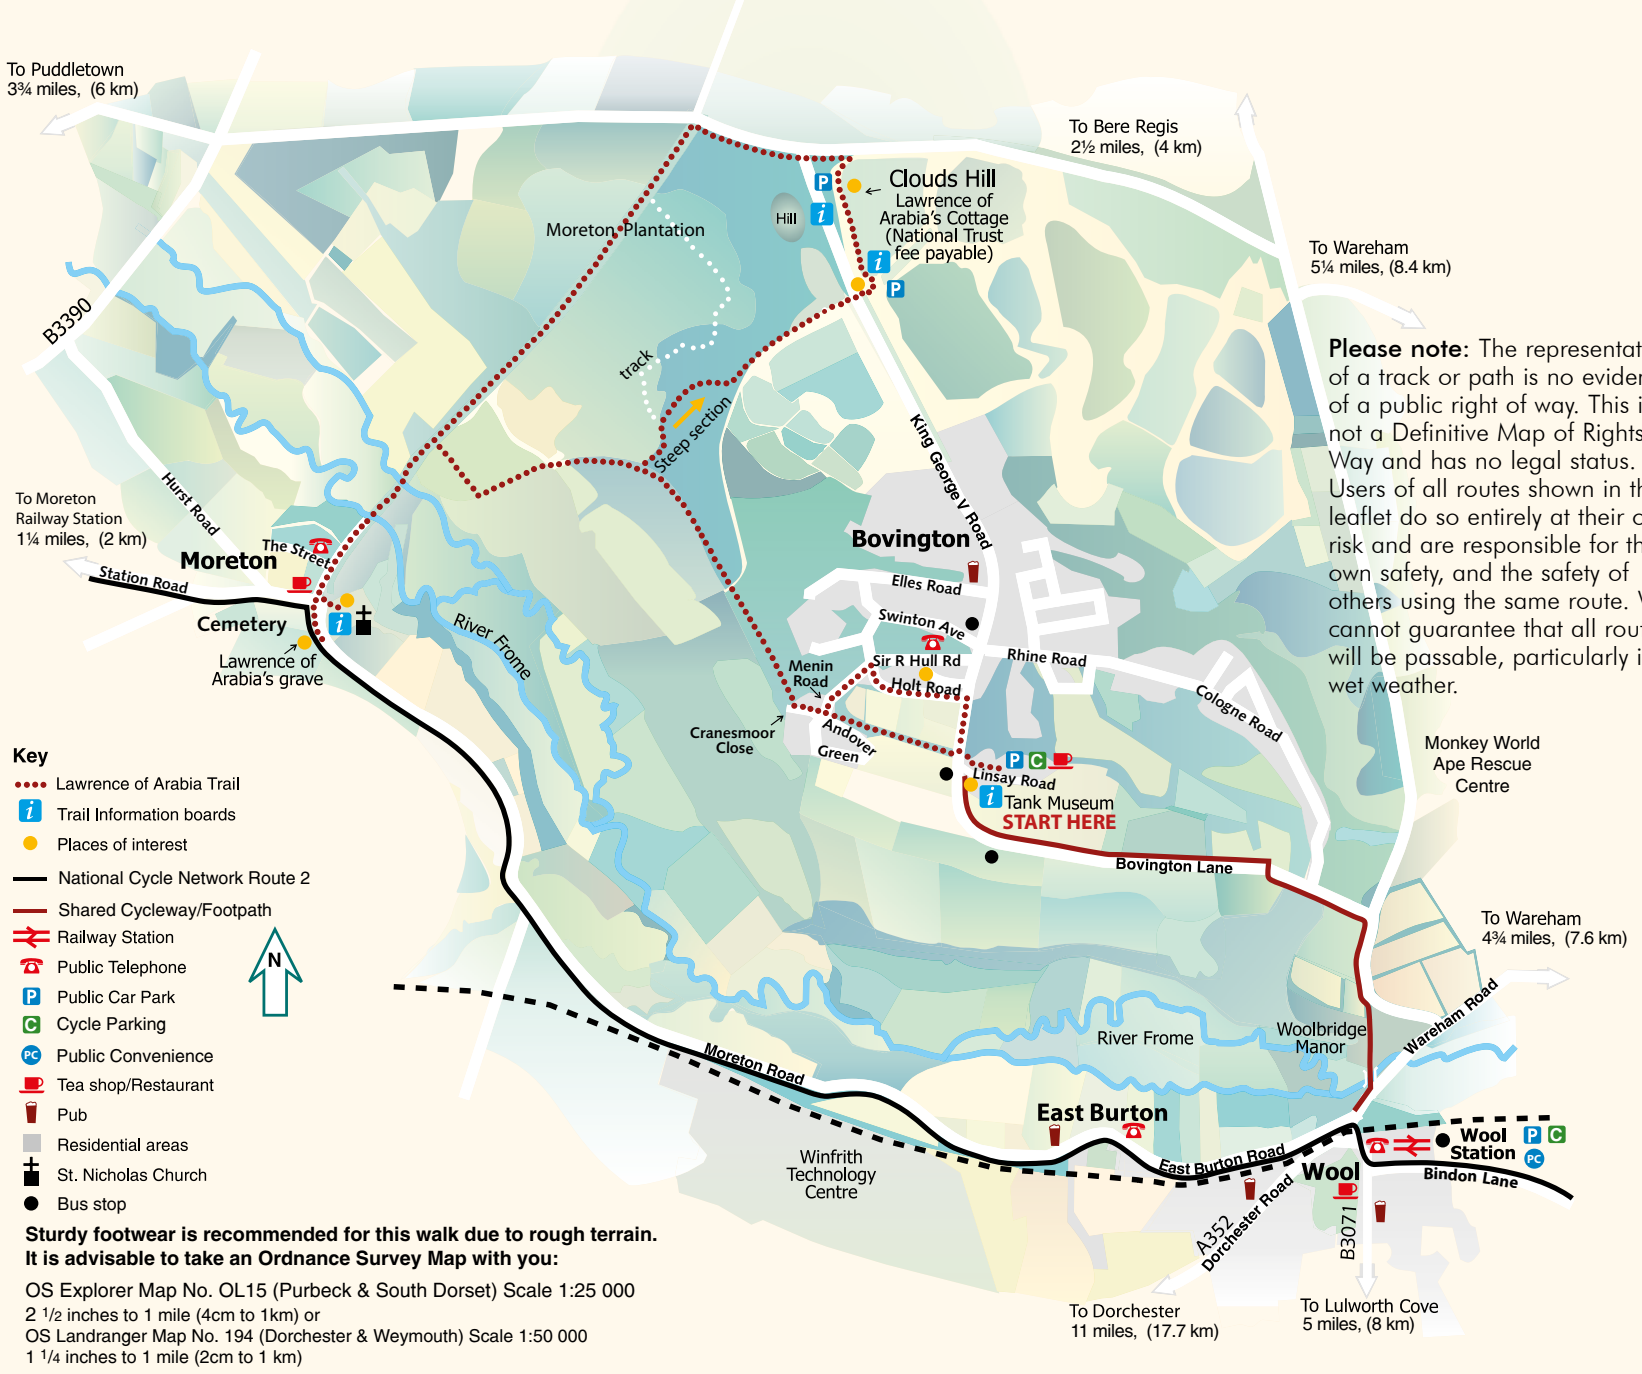 To Puddletown
3¾ miles, (6 km)
To Bere Regis
2½ miles, (4 km)
To Wareham
5¼ miles, (8.4 km)
Clouds Hill
Lawrence of
Arabia's Cottage
(National Trust
fee payable)
P
i
Hill
i
P
Moreton Plantation
B3390
track
Steep section
King George V Road
Please note: The representat
of a track or path is no eviden
of a public right of way. This i
not a Definitive Map of Rights
Way and has no legal status.
Users of all routes shown in th
leaflet do so entirely at their o
risk and are responsible for th
own safety, and the safety of
others using the same route. W
cannot guarantee that all rout
will be passable, particularly i
wet weather.
Hurst Road
To Moreton
Railway Station
1¼ miles, (2 km)
Moreton
The Street
Station Road
Cemetery
i
Lawrence of
Arabia's grave
River Frome
Bovington
Elles Road
Swinton Ave
Sir R Hull Rd
Holt Road
Menin
Road
Rhine Road
Cologne Road
Cranesmoor
Close
Andover
Green
P
C
Linsay Road
i
Tank Museum
START HERE
Bovington Lane
Monkey World
Ape Rescue
Centre
To Wareham
4¾ miles, (7.6 km)
Wareham Road
Woolbridge
Manor
River Frome
Moreton Road
East Burton
East Burton Road
Winfrith
Technology
Centre
Wool
Wool
Station
P
C
PC
Bindon Lane
A352
Dorchester Road
B3071
To Dorchester
11 miles, (17.7 km)
To Lulworth Cove
5 miles, (8 km)
Key
Lawrence of Arabia Trail
i Trail Information boards
Places of interest
National Cycle Network Route 2
Shared Cycleway/Footpath
Railway Station
Public Telephone
P Public Car Park
C Cycle Parking
PC Public Convenience
Tea shop/Restaurant
Pub
Residential areas
St. Nicholas Church
Bus stop
N
Sturdy footwear is recommended for this walk due to rough terrain.
It is advisable to take an Ordnance Survey Map with you:
OS Explorer Map No. OL15 (Purbeck & South Dorset) Scale 1:25 000
2 1/2 inches to 1 mile (4cm to 1km) or
OS Landranger Map No. 194 (Dorchester & Weymouth) Scale 1:50 000
1 1/4 inches to 1 mile (2cm to 1 km)